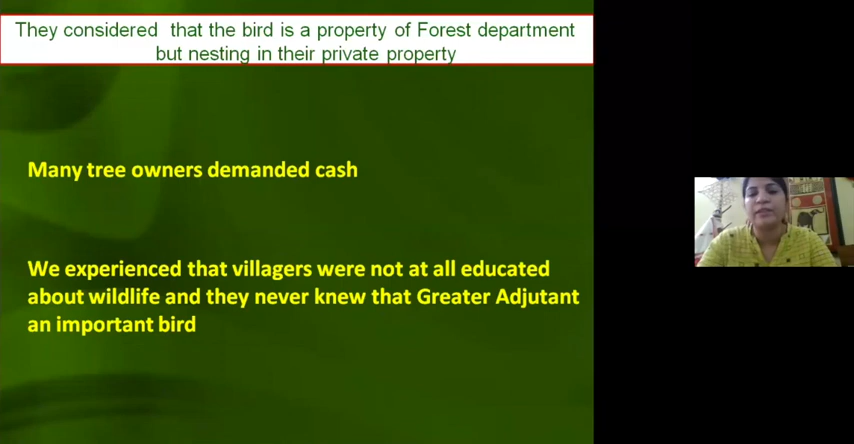 They considered that the bird is a property of Forest department
but nesting in their private property
Many tree owners demanded cash
We experienced that villagers were not at all educated
about wildlife and they never knew that Greater Adjutant
an important bird